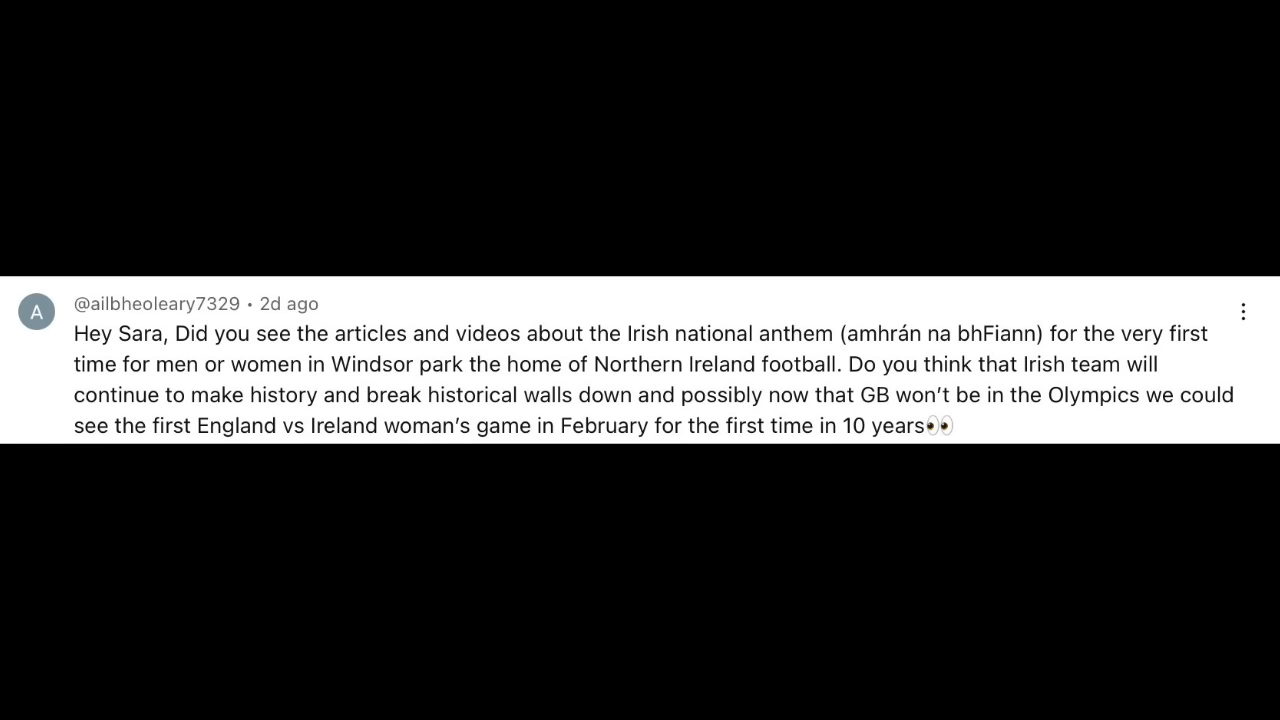 A
@ailbheoleary7329 • 2d ago
Hey Sara, Did you see the articles and videos about the Irish national anthem (amhrán na bhFiann) for the very first
time for men or women in Windsor park the home of Northern Ireland football. Do you think that Irish team will
continue to make history and break historical walls down and possibly now that GB won’t be in the Olympics we could
see the first England vs Ireland woman’s game in February for the first time in 10 years👀